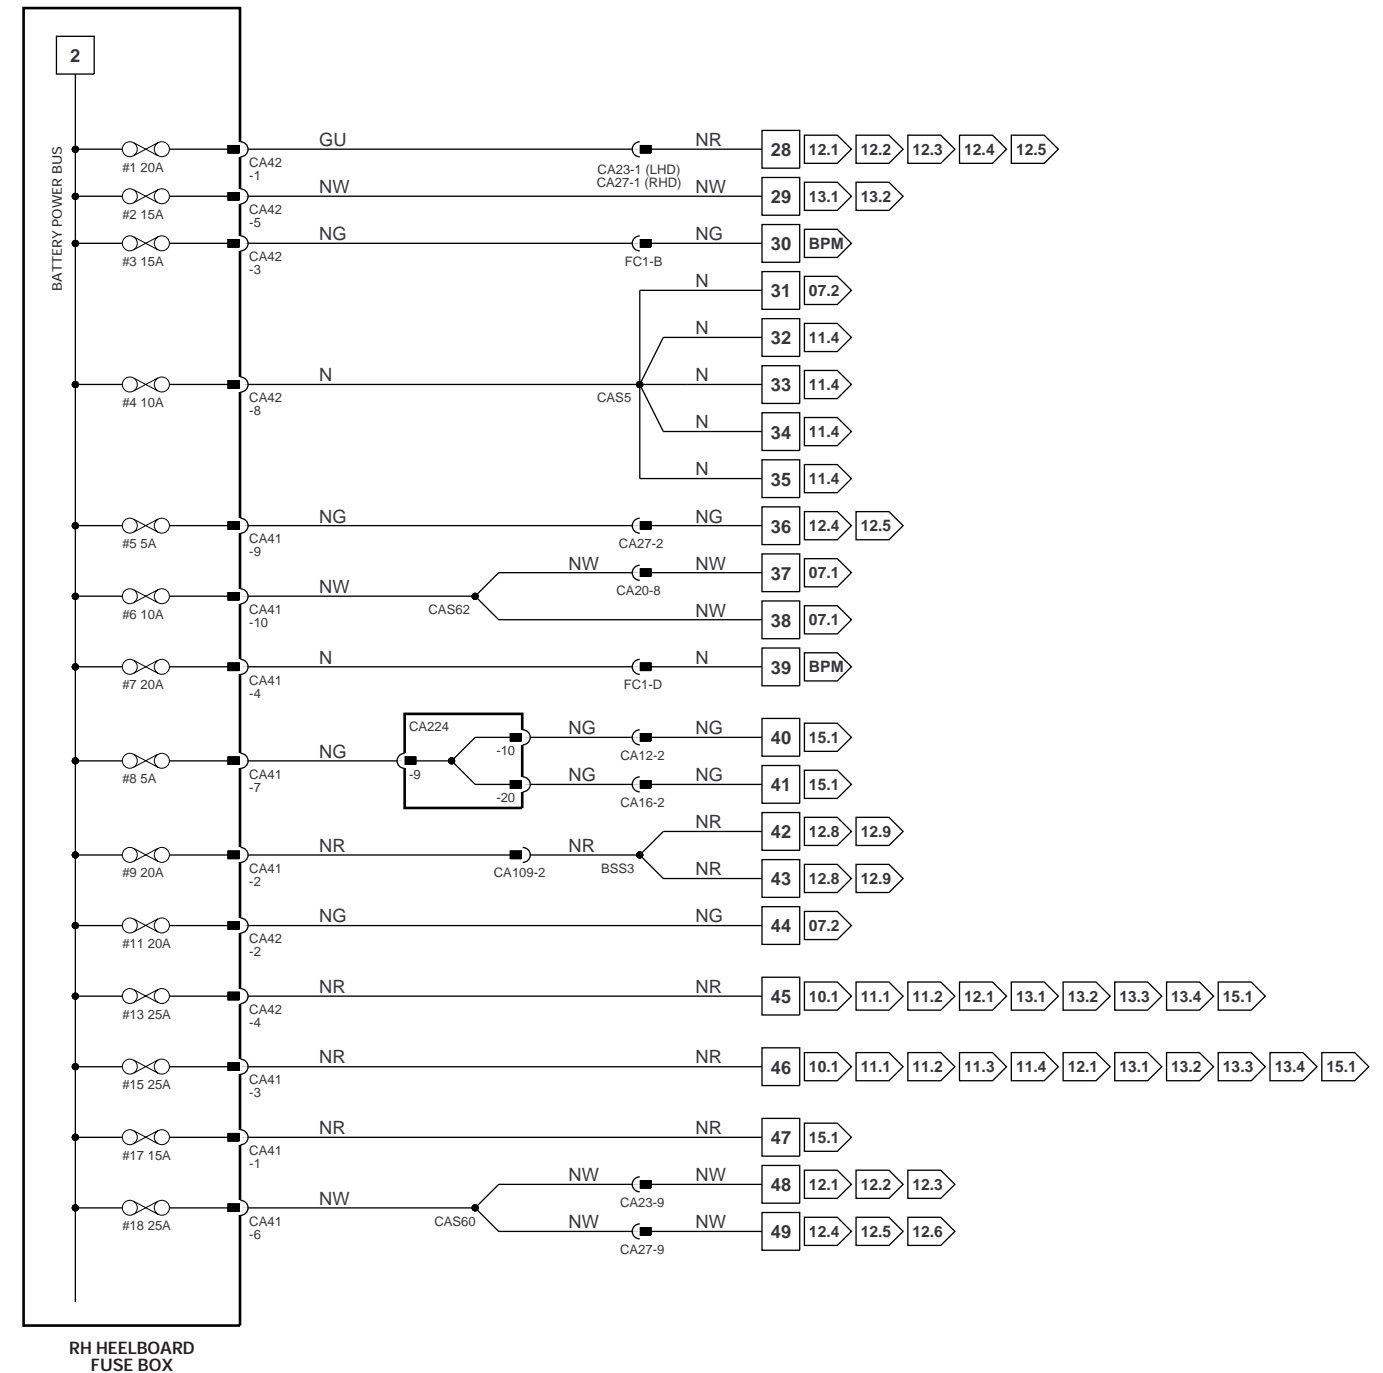 2
BATTERY POWER BUS
#1 20A
CA42
-1
GU
CA23-1 (LHD)
CA27-1 (RHD)
NR
28 12.1 12.2 12.3 12.4 12.5
#2 15A
CA42
-5
NW
NW
29 13.1 13.2
#3 15A
CA42
-3
NG
FC1-B
NG
30 BPM
N
31 07.2
N
32 11.4
#4 10A
CA42
-8
N
CAS5
N
33 11.4
N
34 11.4
N
35 11.4
#5 5A
CA41
-9
NG
CA27-2
NG
36 12.4 12.5
#6 10A
CA41
-10
NW
CAS62
NW
CA20-8
NW
37 07.1
NW
38 07.1
#7 20A
CA41
-4
N
FC1-D
N
39 BPM
#8 5A
CA41
-7
NG
CA224
-9
-10
-20
NG
CA12-2
NG
40 15.1
NG
CA16-2
NG
41 15.1
#9 20A
CA41
-2
NR
CA109-2
NR
BSS3
NR
42 12.8 12.9
NR
43 12.8 12.9
#11 20A
CA42
-2
NG
NG
44 07.2
#13 25A
CA42
-4
NR
NR
45 10.1 11.1 11.2 12.1 13.1 13.2 13.3 13.4 15.1
#15 25A
CA41
-3
NR
NR
46 10.1 11.1 11.2 11.3 11.4 12.1 13.1 13.2 13.3 13.4 15.1
#17 15A
CA41
-1
NR
NR
47 15.1
#18 25A
CA41
-6
NW
CAS60
NW
CA23-9
NW
48 12.1 12.2 12.3
NW
CA27-9
NW
49 12.4 12.5 12.6
RH HEELBOARD
FUSE BOX